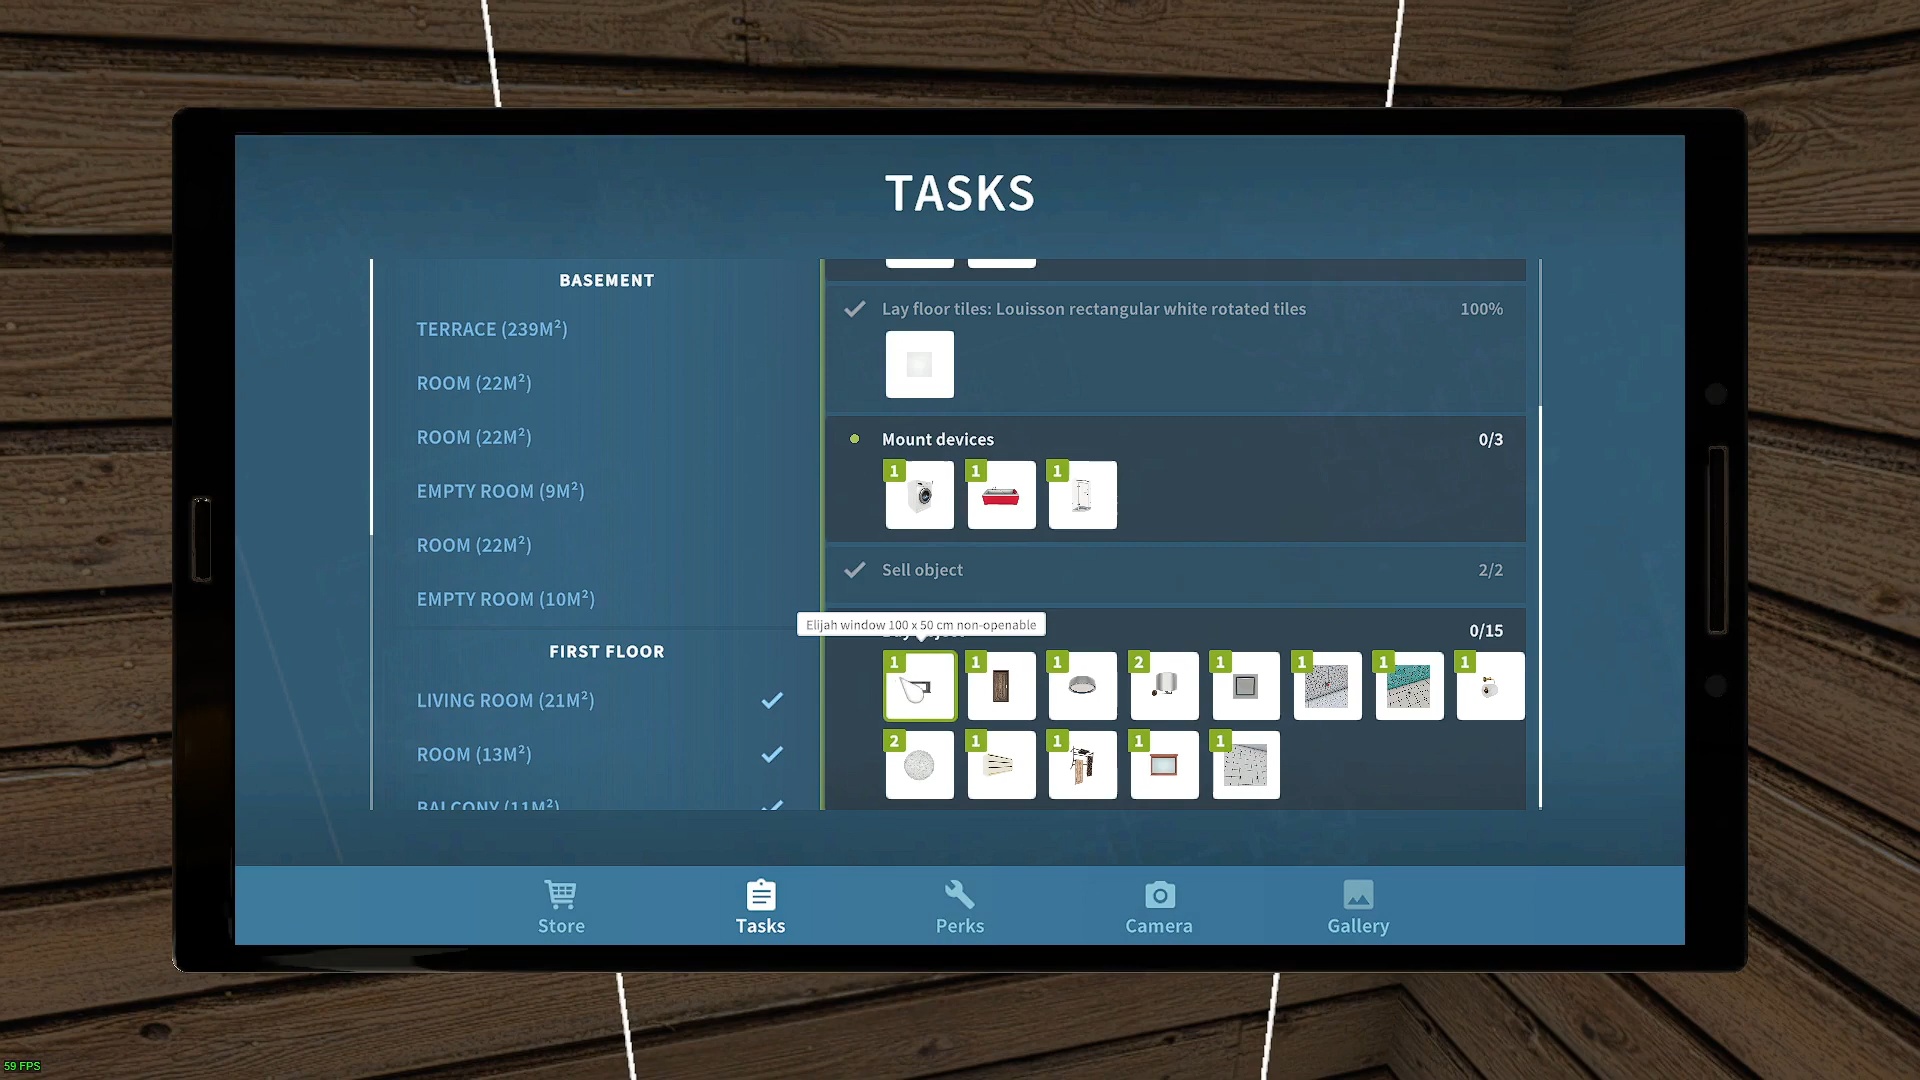 TASKS
BASEMENT
TERRACE (239M²)
ROOM (22M²)
ROOM (22M²)
EMPTY ROOM (9M²)
ROOM (22M²)
EMPTY ROOM (10M²)
FIRST FLOOR
LIVING ROOM (21M²)
ROOM (13M²)
BALCONY (11M²)
Lay floor tiles: Louisson rectangular white rotated tiles 100%
Mount devices 0/3
1 1 1
Sell object 2/2
Elijah window 100 x 50 cm non-openable
0/15
1 1 1 2 1 1 1 1
2 1 1 1 1
Store Tasks Perks Camera Gallery
59 FPS